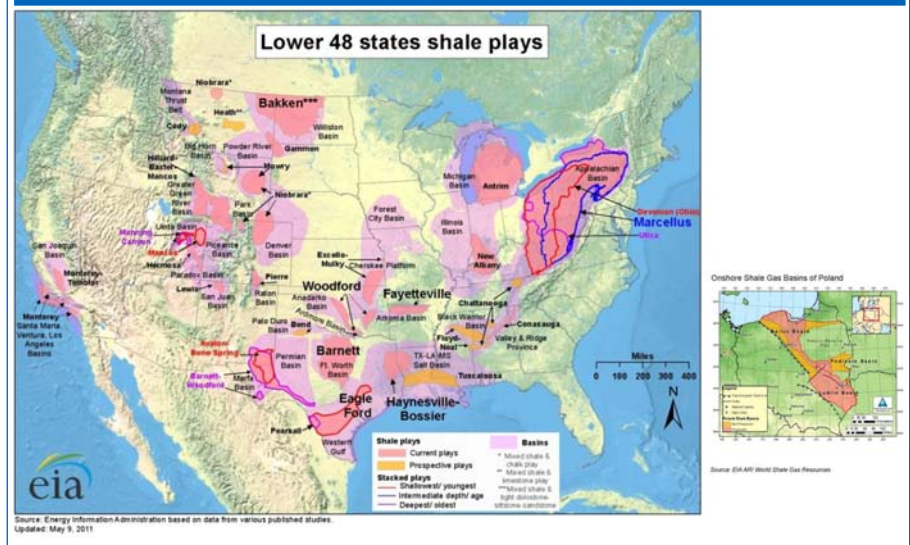 Lower 48 states shale plays
Niobrara*
Montana
Thrust
Belt
Heath**
Bakken***
Cody
Williston
Basin
Big Horn
Basin
Powder River
Basin
Gammon
Hilliard-
Baxter-
Mancos
Mowry
Greater
Green
River
Basin
Niobrara*
Park
Basin
Michigan
Basin
Antrim
Appalachian
Basin
Devonian (Ohio)
Marcellus
Utica
Forest
City Basin
Illinois
Basin
Uinta Basin
Manning
Canyon
Mancos
Piceance
Basin
Denver
Basin
San Joaquin
Basin
Hermosa
Paradox Basin
Excello-
Mulky
Cherokee Platform
New
Albany
Monterey-
Temblor
Lewis
San Juan
Basin
Pierre
Raton
Basin
Woodford
Anadarko
Basin
Fayetteville
Chattanooga
Monterey
Santa Maria,
Ventura, Los
Angeles
Basins
Palo Duro
Basin
Bend
Ardmore Basin
Arkoma Basin
Black Warrior
Basin
Conasauga
Floyd-
Neal
Valley & Ridge
Province
Avalon-
Bone Spring
Permian
Basin
Barnett
Ft. Worth
Basin
TX-LA-MS
Salt Basin
Tuscaloosa
Barnett-
Woodford
Marfa
Basin
Eagle
Ford
Haynesville-
Bossier
Pearsall
Western
Gulf
Miles
0 100 200 300 400
N
Shale plays
Current plays
Prospective plays
Stacked plays
Shallowest/ youngest
Intermediate depth/ age
Deepest/ oldest
Basins
* Mixed shale &
chalk play
** Mixed shale &
limestone play
***Mixed shale &
tight dolostone-
siltstone-sandstone
eia
Source: Energy Information Administration based on data from various published studies.
Updated: May 9, 2011
Onshore Shale Gas Basins of Poland
Baltic Basin
Podlasie Basin
Lublin Basin
Source: EIA ARI World Shale Gas Resources